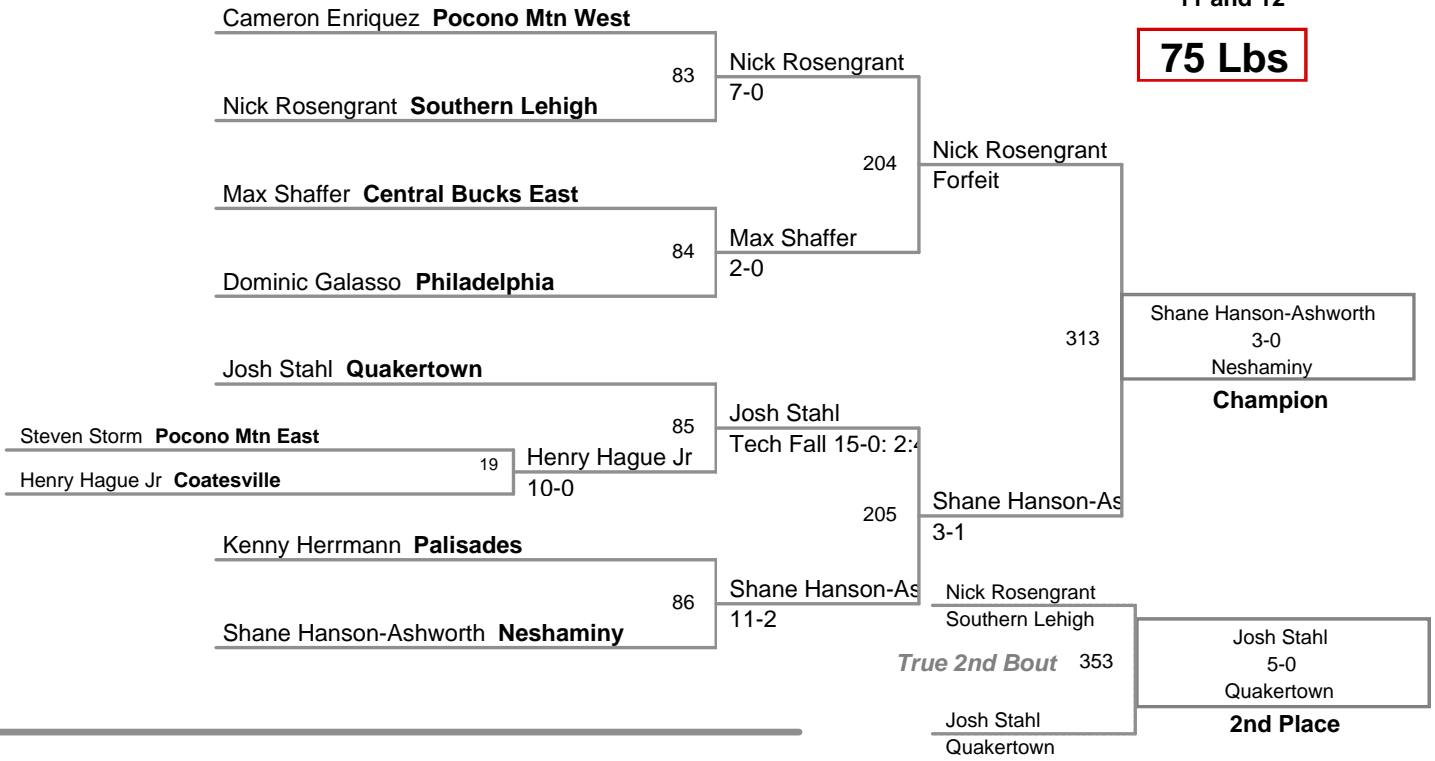 11 and 12
75 Lbs
Cameron Enriquez Pocono Mtn West
83
Nick Rosengrant
7-0
Nick Rosengrant Southern Lehigh
204
Nick Rosengrant
Forfeit
Max Shaffer Central Bucks East
84
Max Shaffer
2-0
Dominic Galasso Philadelphia
313
Shane Hanson-Ashworth
3-0
Neshaminy
Champion
Josh Stahl Quakertown
85
Josh Stahl
Tech Fall 15-0: 2:4
Steven Storm Pocono Mtn East
19
Henry Hague Jr
10-0
Henry Hague Jr Coatesville
205
Shane Hanson-As
3-1
Kenny Herrmann Palisades
86
Shane Hanson-As
11-2
Shane Hanson-Ashworth Neshaminy
Nick Rosengrant
Southern Lehigh
True 2nd Bout 353
Josh Stahl
5-0
Quakertown
2nd Place
Josh Stahl
Quakertown